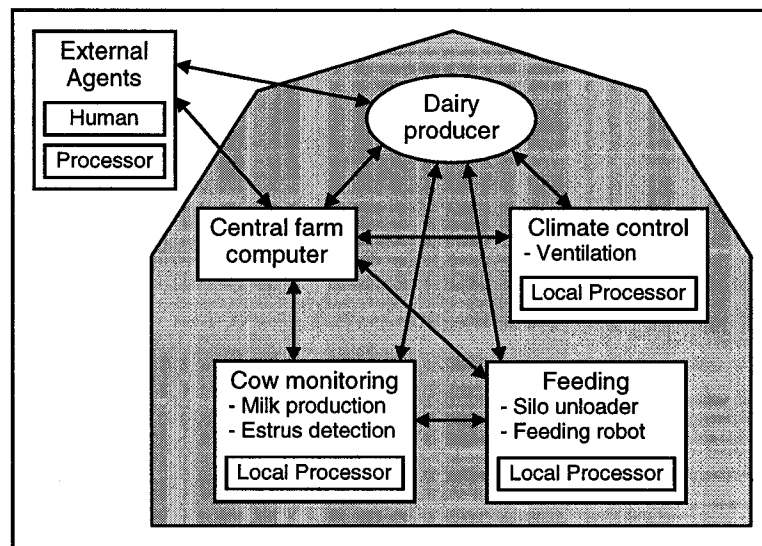 External
Agents
Human
Processor
Dairy
producer
Central farm
computer
Climate control
- Ventilation
Local Processor
Cow monitoring
- Milk production
- Estrus detection
Local Processor
Feeding
- Silo unloader
- Feeding robot
Local Processor